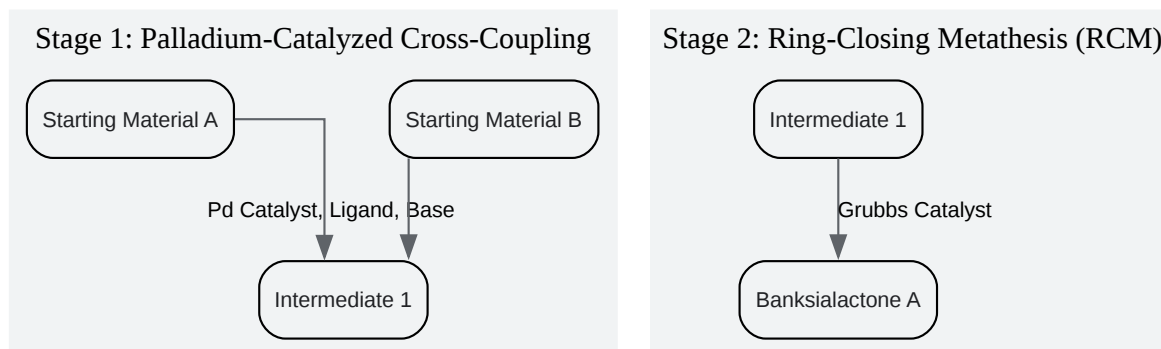 Stage 1: Palladium-Catalyzed Cross-Coupling
Starting Material A
Starting Material B
Pd Catalyst, Ligand, Base
Intermediate 1
Stage 2: Ring-Closing Metathesis (RCM)
Intermediate 1
Grubbs Catalyst
Banksialactone A